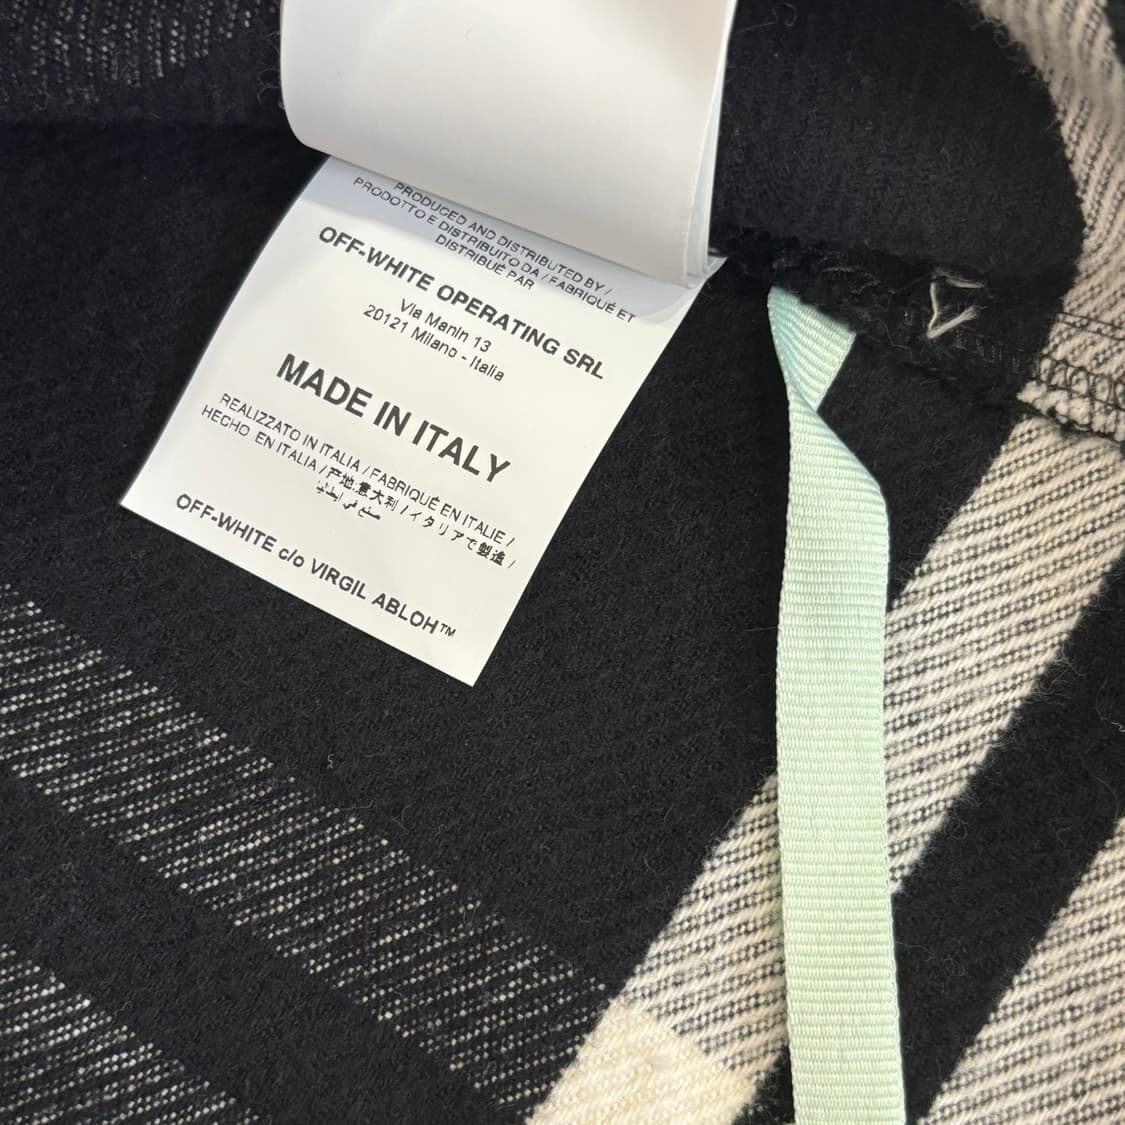 PRODUCED AND DISTRIBUTED BY /
PRODOTTO E DISTRIBUITO DA / FABRIQUÉ ET
DISTRIBUÉ PAR
OFF-WHITE OPERATING SRL
Via Manin 13
20121 Milano - Italia
MADE IN ITALY
REALIZZATO IN ITALIA / FABRIQUÉ EN ITALIE /
HECHO EN ITALIA / 产地:意大利 / イタリアで製造 /
OFF-WHITE c/o VIRGIL ABLOH™